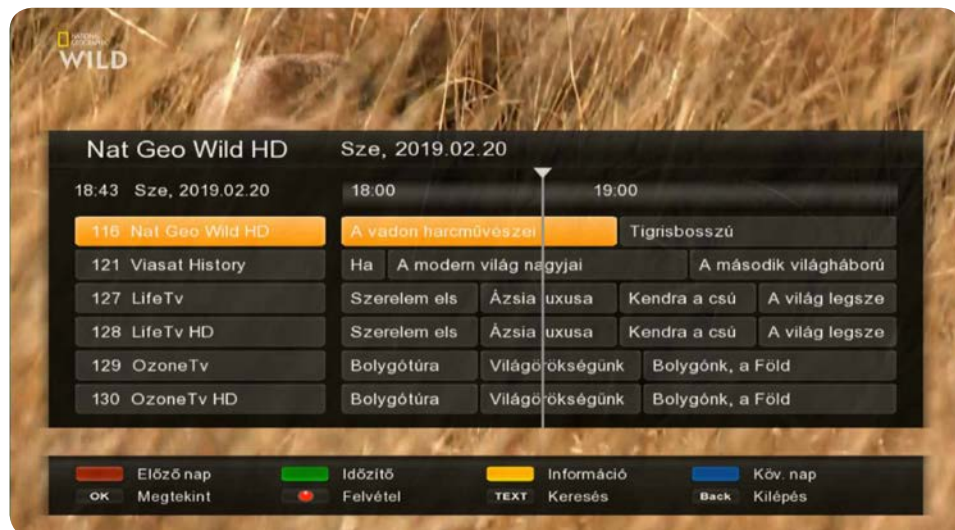 NATIONAL GEOGRAPHIC
WILD
Nat Geo Wild HD Sze, 2019.02.20
18:43 Sze, 2019.02.20 18:00 19:00
116 Nat Geo Wild HD A vadon harcművészei Tigrisbosszú
121 Viasat History Ha A modern világ nagyjai A második világháború
127 LifeTv Szerelem els Ázsia luxusa Kendra a csú A világ legsze
128 LifeTv HD Szerelem els Ázsia luxusa Kendra a csú A világ legsze
129 OzoneTv Bolygótúra Világörökségünk Bolygónk, a Föld
130 OzoneTv HD Bolygótúra Világörökségünk Bolygónk, a Föld
Előző nap Időzítő Információ Köv. nap
OK Megtekint Felvétel TEXT Keresés Back Kilépés